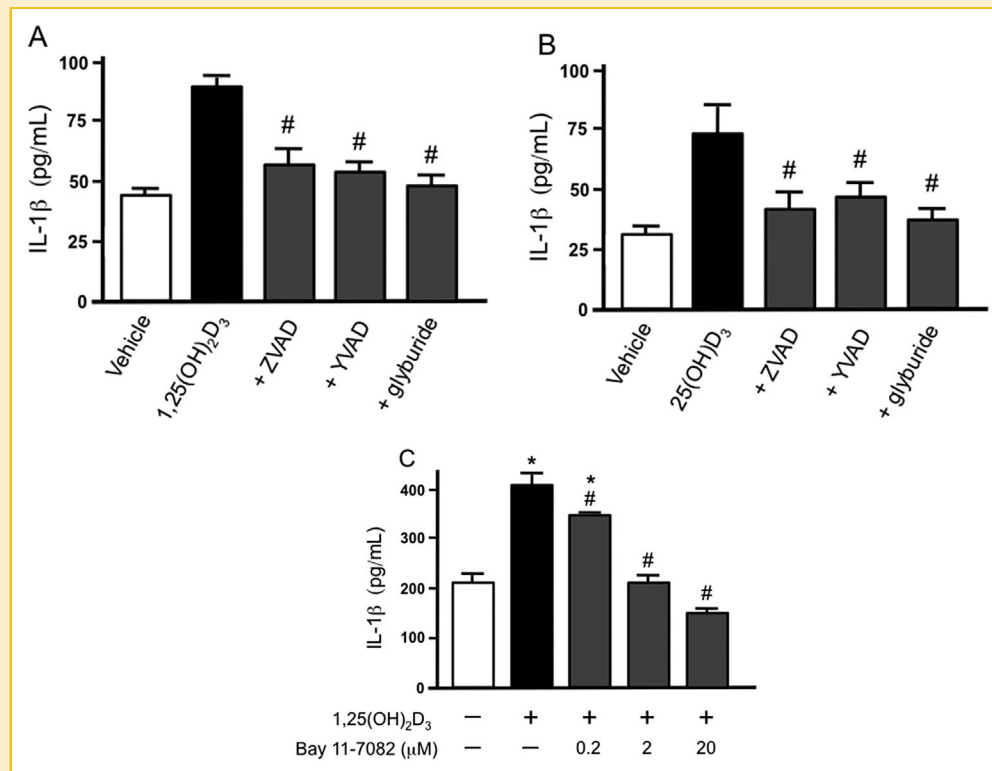 A
IL-1β (pg/mL)
100
75
50
25
0
#
#
#
Vehicle
1,25(OH)₂D₃
+ ZVAD
+ YVAD
+ glyburide
B
IL-1β (pg/mL)
100
75
50
25
0
#
#
#
Vehicle
25(OH)D₃
+ ZVAD
+ YVAD
+ glyburide
C
IL-1β (pg/mL)
400
300
200
100
0
*
*
#
#
#
1,25(OH)₂D₃ – + + + +
Bay 11-7082 (μM) – – 0.2 2 20